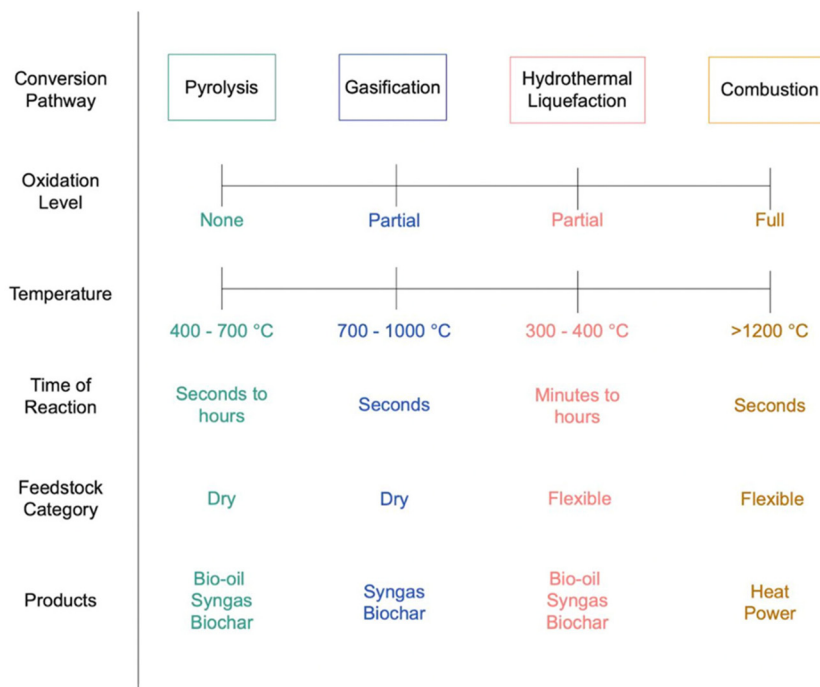 Conversion
Pathway
Pyrolysis
Gasification
Hydrothermal
Liquefaction
Combustion
Oxidation
Level
None
Partial
Partial
Full
Temperature
400 - 700 °C
700 - 1000 °C
300 - 400 °C
>1200 °C
Time of
Reaction
Seconds to
hours
Seconds
Minutes to
hours
Seconds
Feedstock
Category
Dry
Dry
Flexible
Flexible
Products
Bio-oil
Syngas
Biochar
Syngas
Biochar
Bio-oil
Syngas
Biochar
Heat
Power